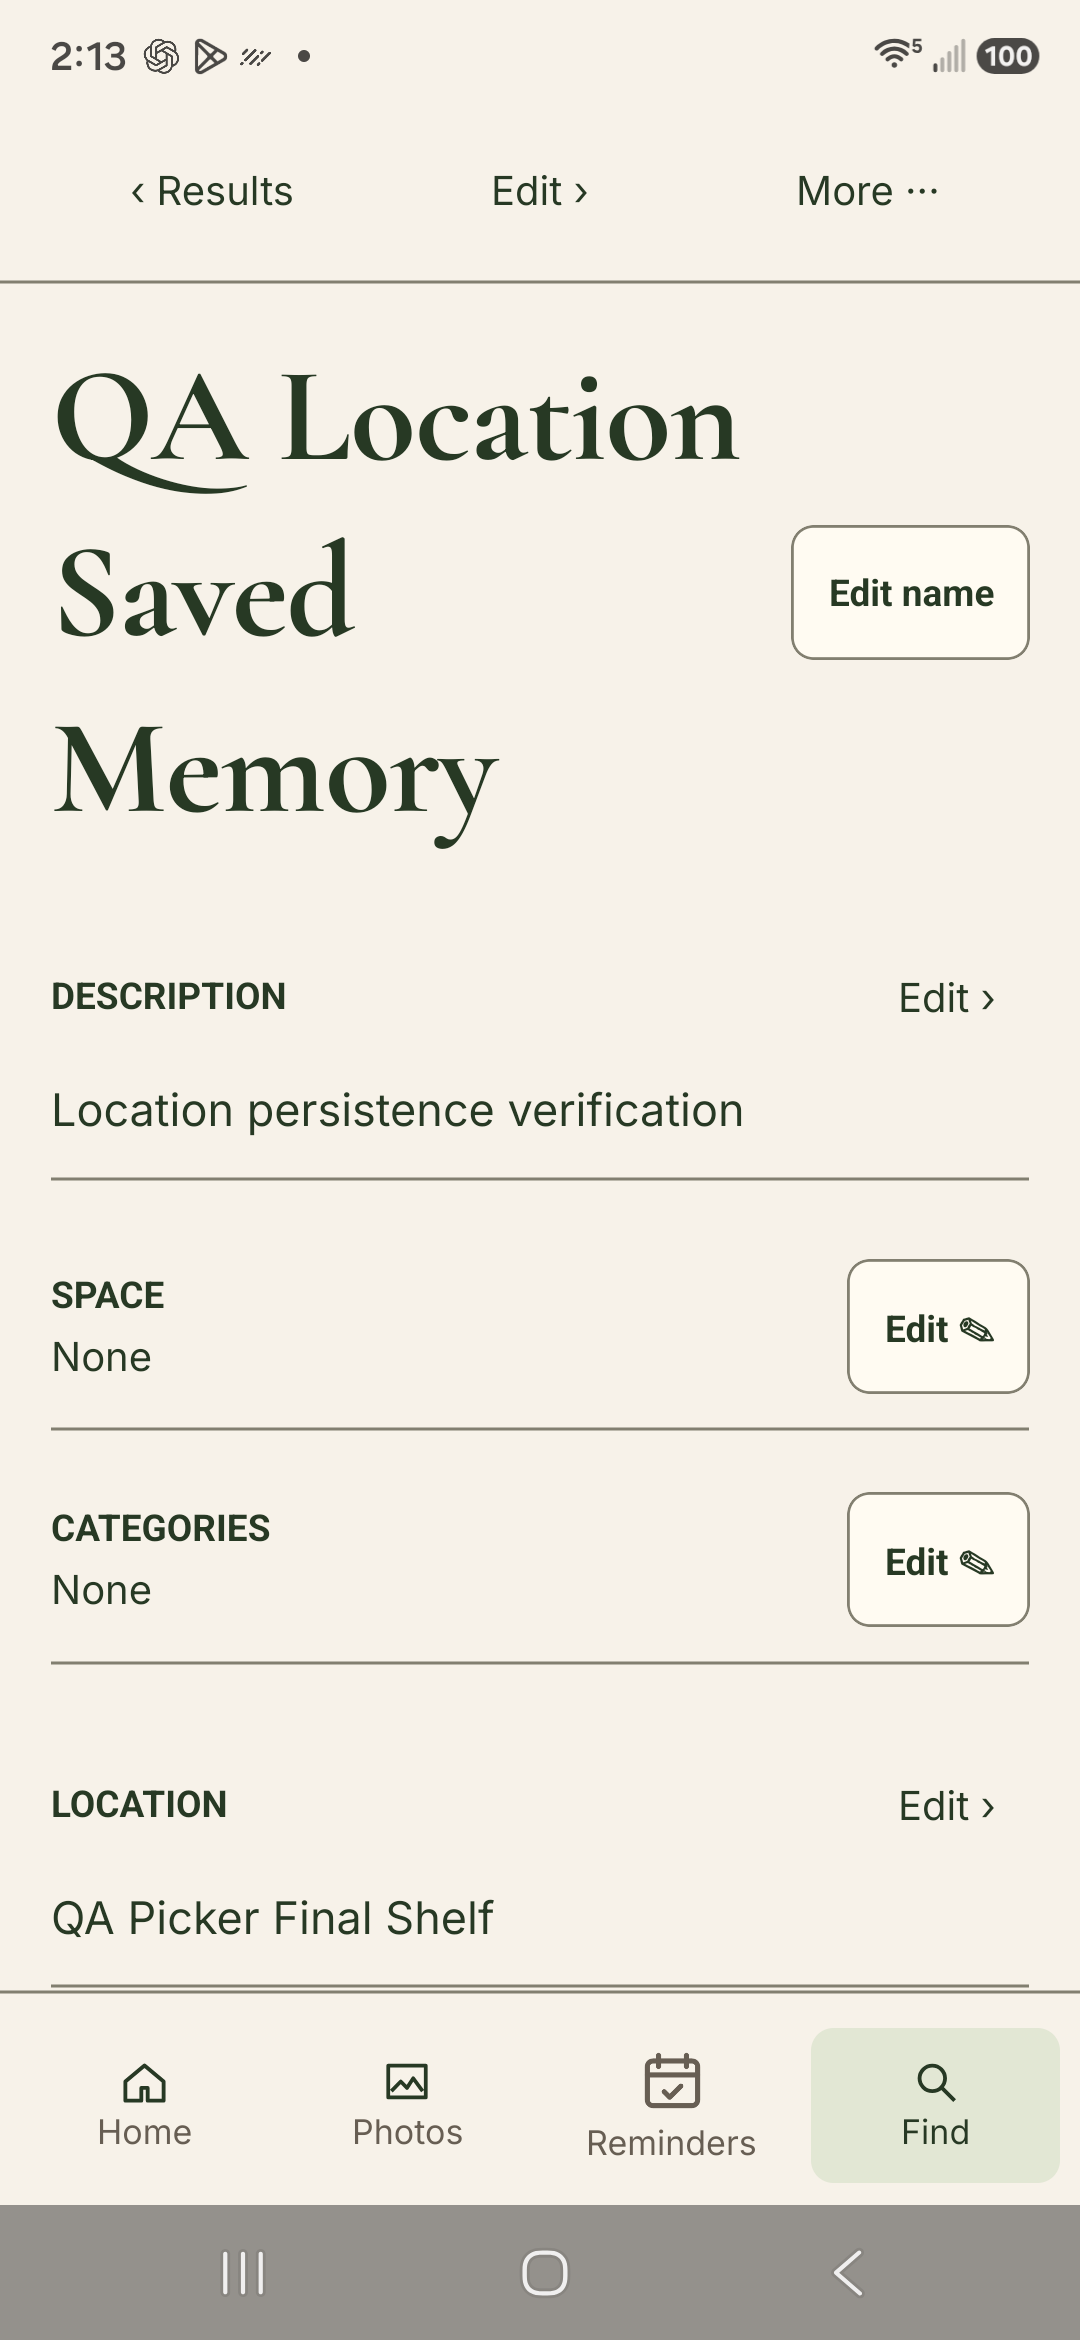 2:13 5 100
‹ Results Edit › More ···
QA Location
Saved
Edit name
Memory
DESCRIPTION Edit ›
Location persistence verification
SPACE
None
Edit ✎
CATEGORIES
None
Edit ✎
LOCATION Edit ›
QA Picker Final Shelf
Home Photos Reminders Find